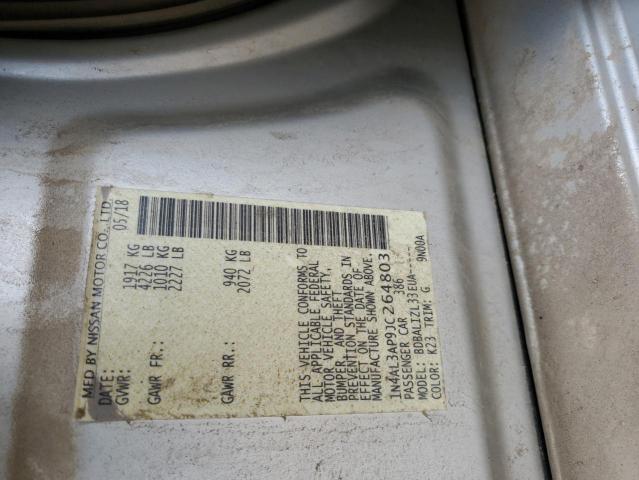 MFD BY NISSAN MOTOR CO., LTD.
DATE: 05/18
GVWR: 1917 KG
4226 LB
GAWR FR: 1010 KG
2227 LB
GAWR RR: 940 KG
2072 LB
THIS VEHICLE CONFORMS TO
ALL APPLICABLE FEDERAL
MOTOR VEHICLE SAFETY,
BUMPER, AND THEFT
PREVENTION STANDARDS IN
EFFECT ON THE DATE OF
MANUFACTURE SHOWN ABOVE.
1N4AL3AP9JC264803
PASSENGER CAR 386
MODEL: BDBALIZL33EUA-----
COLOR: K23 TRIM: G 9N00A